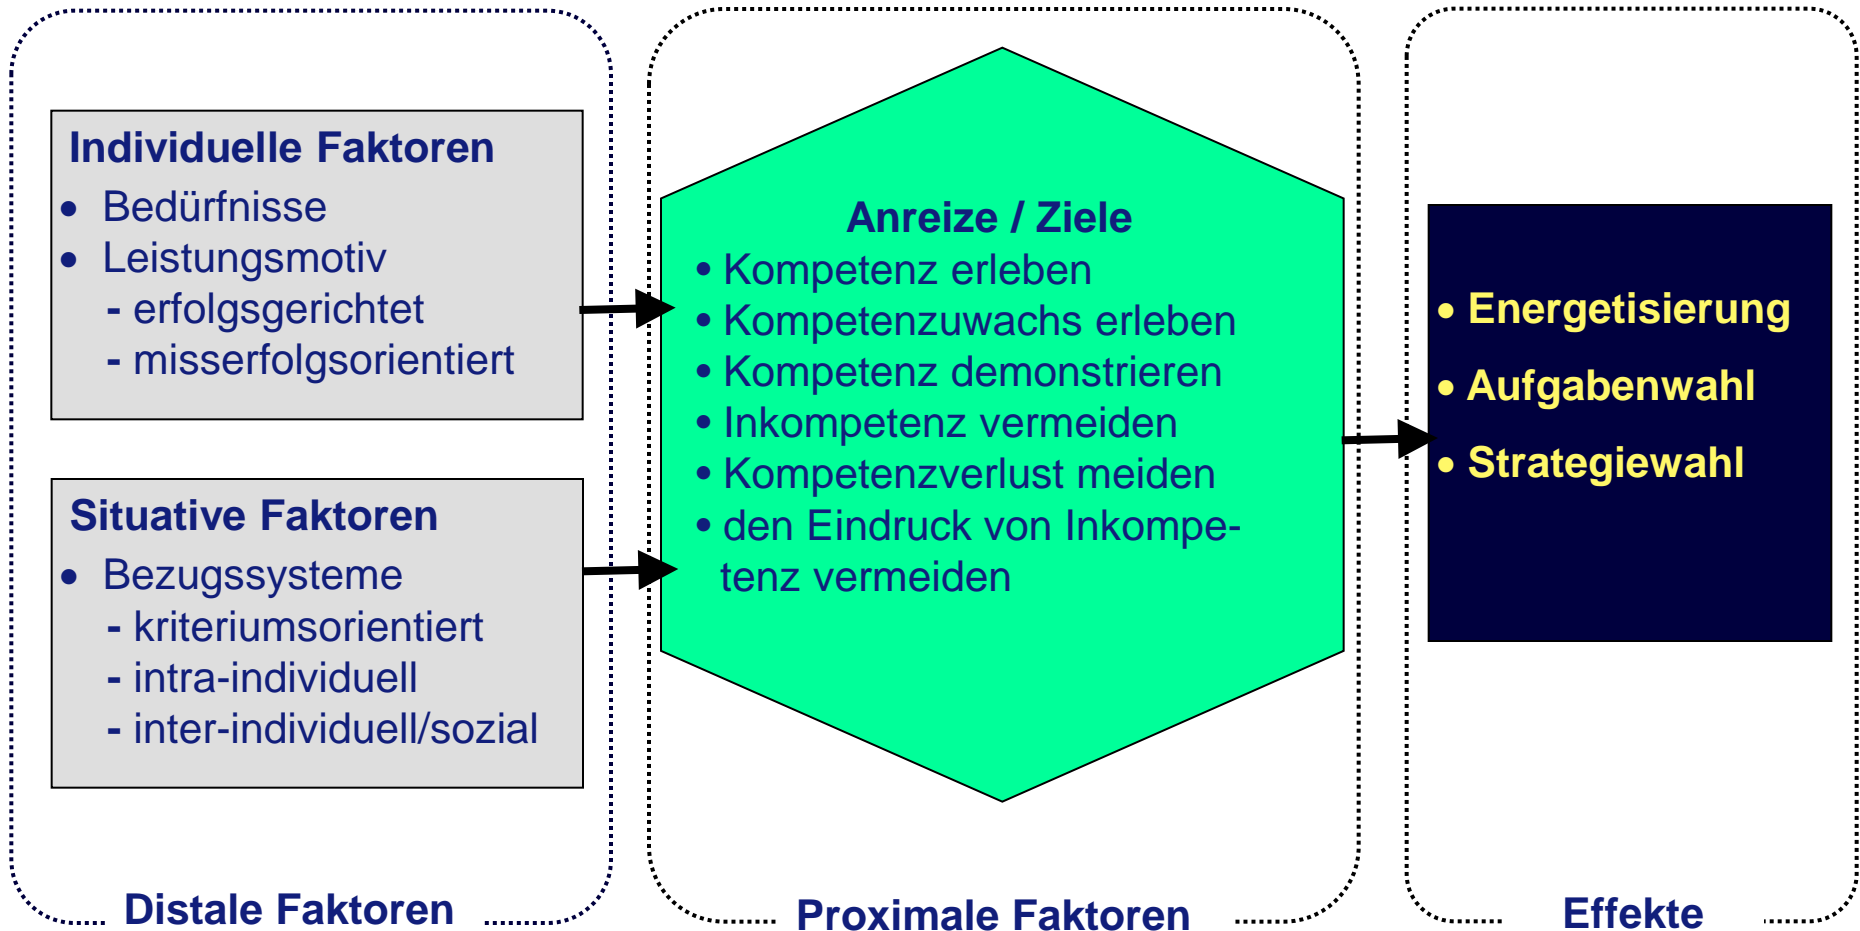 Individuelle Faktoren
• Bedürfnisse
• Leistungsmotiv
- erfolgsgerichtet
- misserfolgsorientiert
Situative Faktoren
• Bezugssysteme
- kriteriumsorientiert
- intra-individuell
- inter-individuell/sozial
Distale Faktoren
Anreize / Ziele
• Kompetenz erleben
• Kompetenzuwachs erleben
• Kompetenz demonstrieren
• Inkompetenz vermeiden
• Kompetenzverlust meiden
• den Eindruck von Inkompe-
tenz vermeiden
Proximale Faktoren
• Energetisierung
• Aufgabenwahl
• Strategiewahl
Effekte